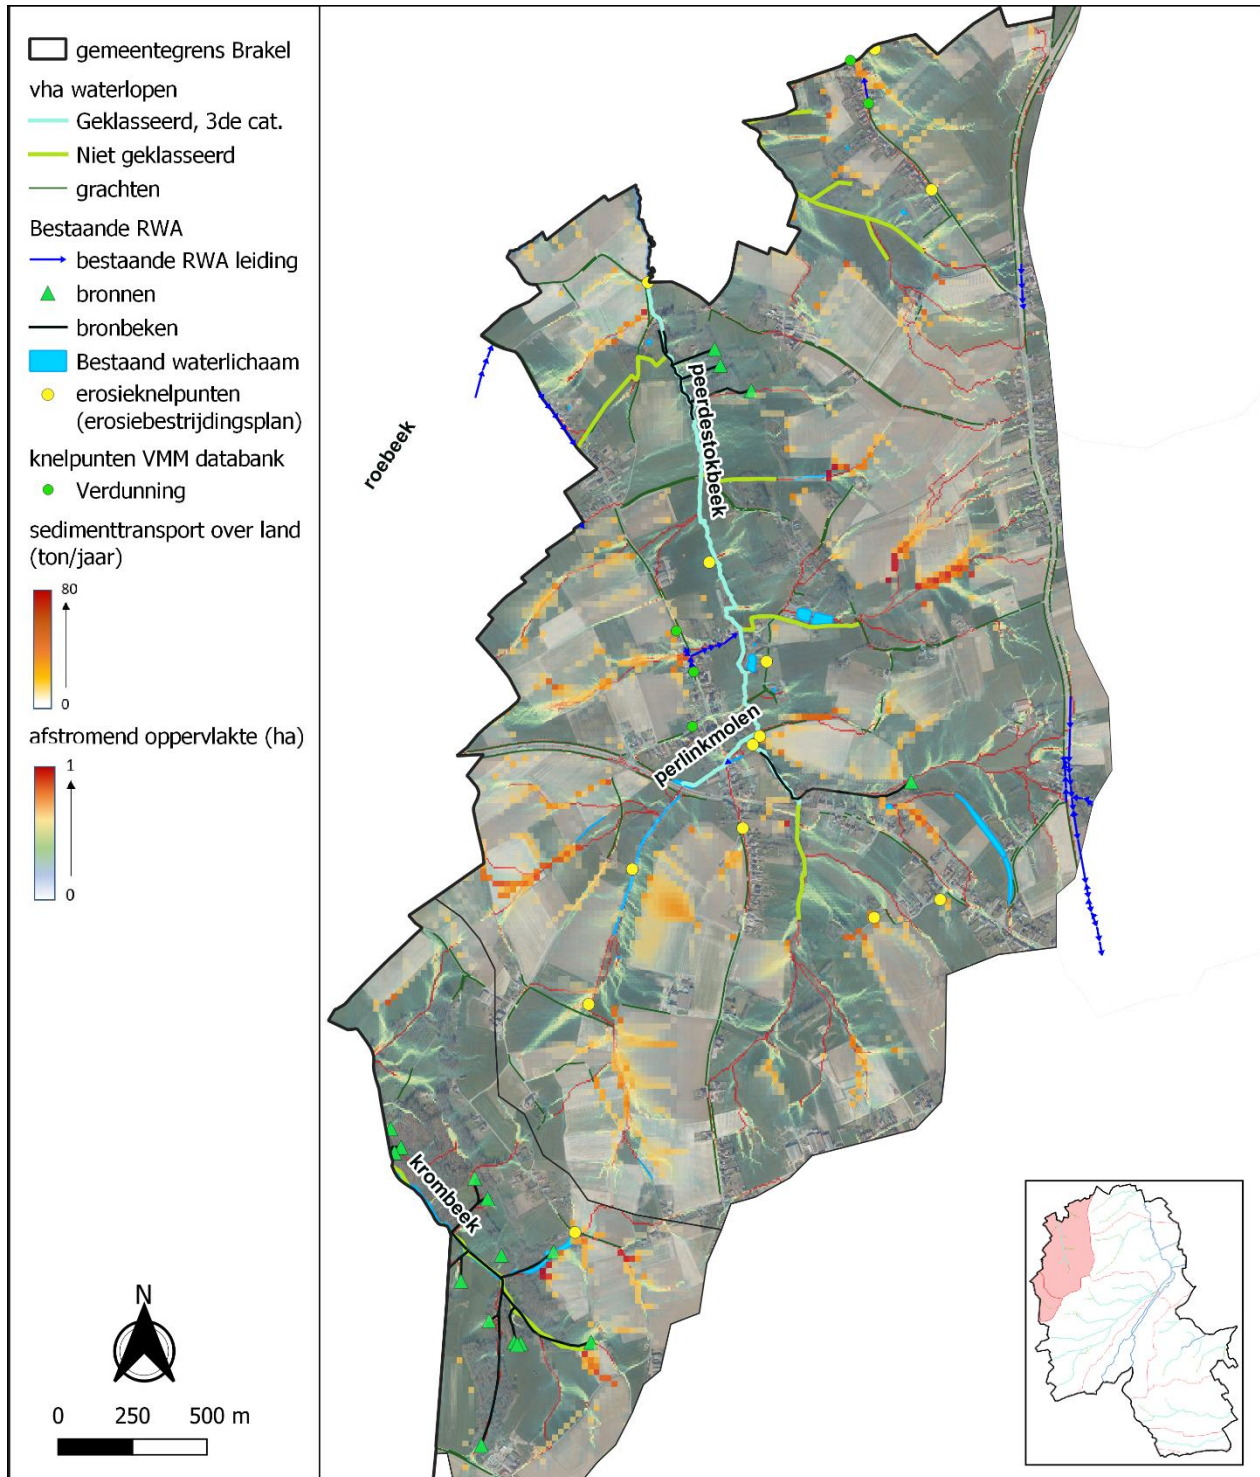 gemeentegrens Brakel
vha waterlopen
Geklasseerd, 3de cat.
Niet geklasseerd
grachten
Bestaande RWA
bestaande RWA leiding
bronnen
bronbeken
Bestaand waterlichaam
erosieknelpunten
(erosiebestrijdingsplan)
knelpunten VMM databank
Verdunning
sedimenttransport over land
(ton/jaar)
80
0
afstromend oppervlakte (ha)
1
0
N
0 250 500 m
roebeek
peerdestokbeek
perlinkmolen
krombeek